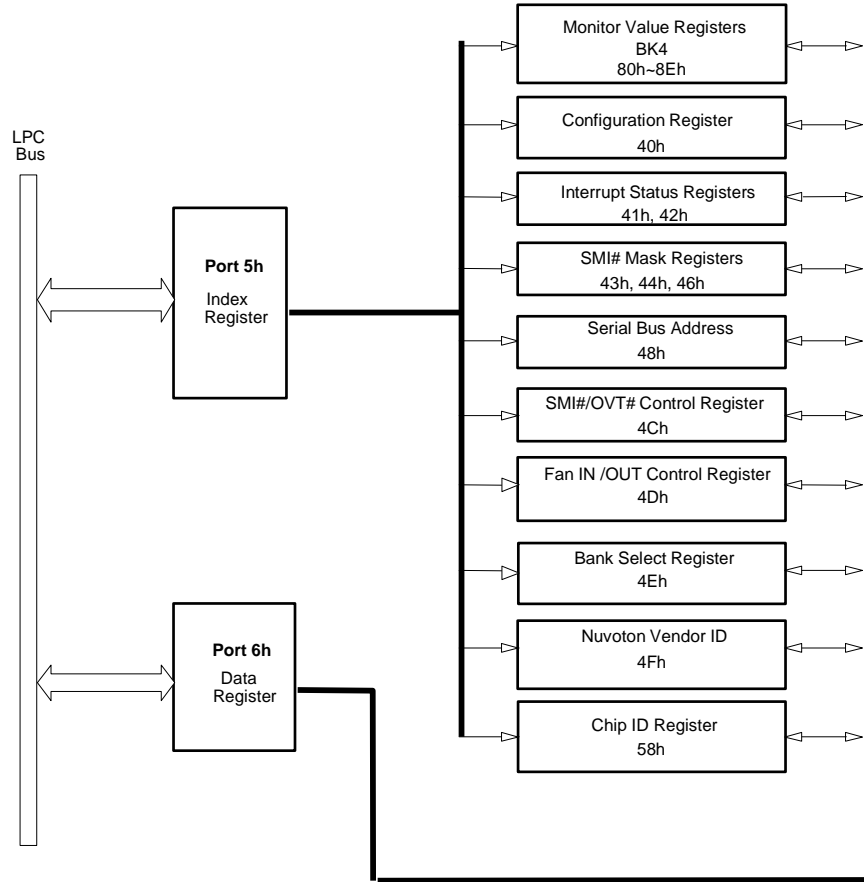 LPC
Bus
Port 5h
Index
Register
Port 6h
Data
Register
Monitor Value Registers
BK4
80h~8Eh
Configuration Register
40h
Interrupt Status Registers
41h, 42h
SMI# Mask Registers
43h, 44h, 46h
Serial Bus Address
48h
SMI#/OVT# Control Register
4Ch
Fan IN /OUT Control Register
4Dh
Bank Select Register
4Eh
Nuvoton Vendor ID
4Fh
Chip ID Register
58h